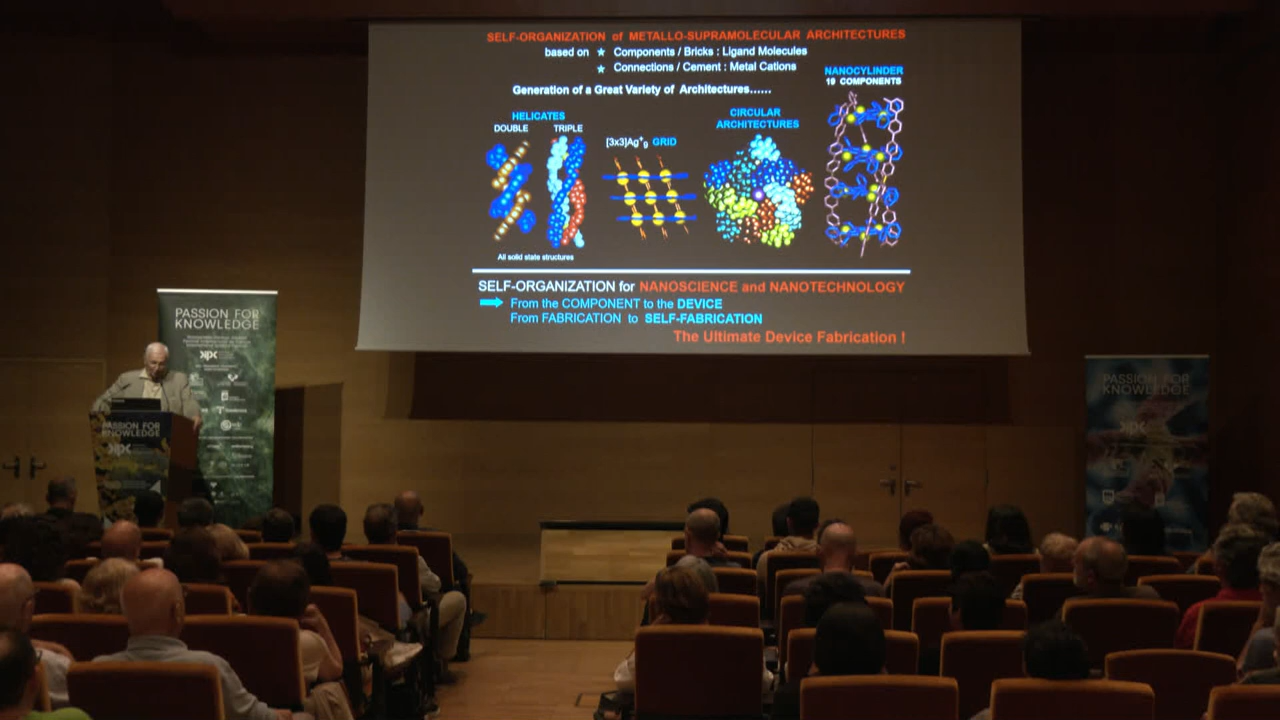 SELF-ORGANIZATION of METALLO-SUPRAMOLECULAR ARCHITECTURES
based on ★ Components / Bricks : Ligand Molecules
★ Connections / Cement : Metal Cations
NANOCYLINDER
19 COMPONENTS
Generation of a Great Variety of Architectures......
HELICATES
DOUBLE TRIPLE
[3x3]Ag⁺₉ GRID
CIRCULAR
ARCHITECTURES
All solid state structures
SELF-ORGANIZATION for NANOSCIENCE and NANOTECHNOLOGY
From the COMPONENT to the DEVICE
From FABRICATION to SELF-FABRICATION
The Ultimate Device Fabrication !
PASSION FOR
KNOWLEDGE
PASSION FOR
KNOWLEDGE
PASSION FOR
KNOWLEDGE